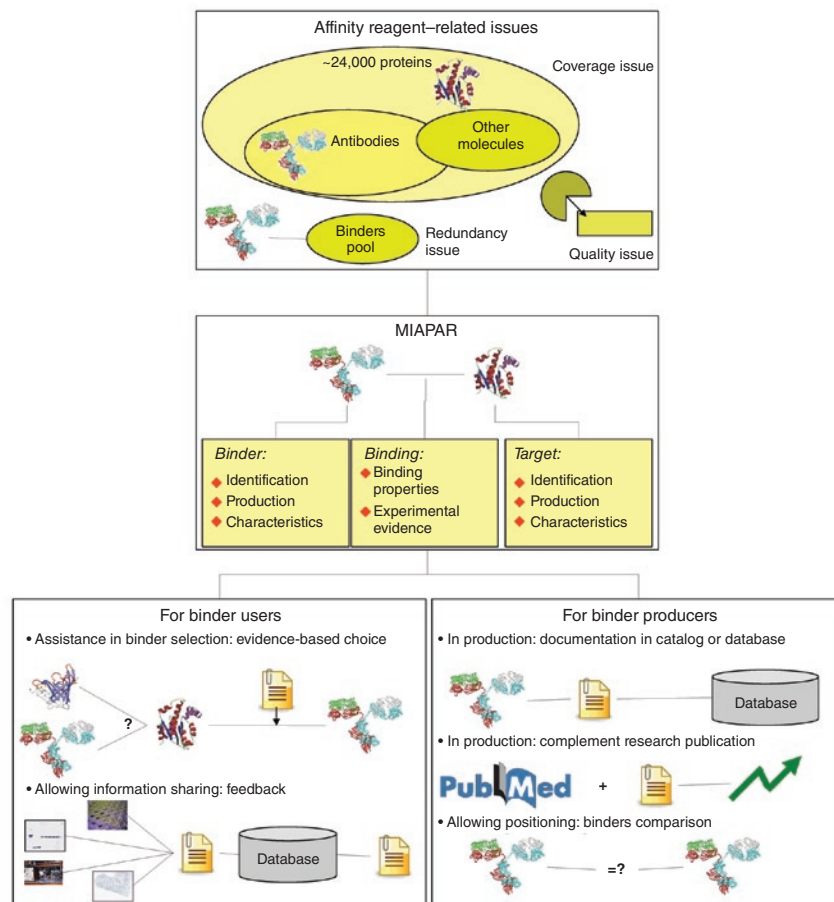 Affinity reagent–related issues
~24,000 proteins
Coverage issue
Antibodies
Other
molecules
Binders
pool
Redundancy
issue
Quality issue
MIAPAR
Binder:
Identification
Production
Characteristics
Binding:
Binding
properties
Experimental
evidence
Target:
Identification
Production
Characteristics
For binder users
• Assistance in binder selection: evidence-based choice
?
• Allowing information sharing: feedback
Database
For binder producers
• In production: documentation in catalog or database
Database
• In production: complement research publication
PubMed
+
• Allowing positioning: binders comparison
=?